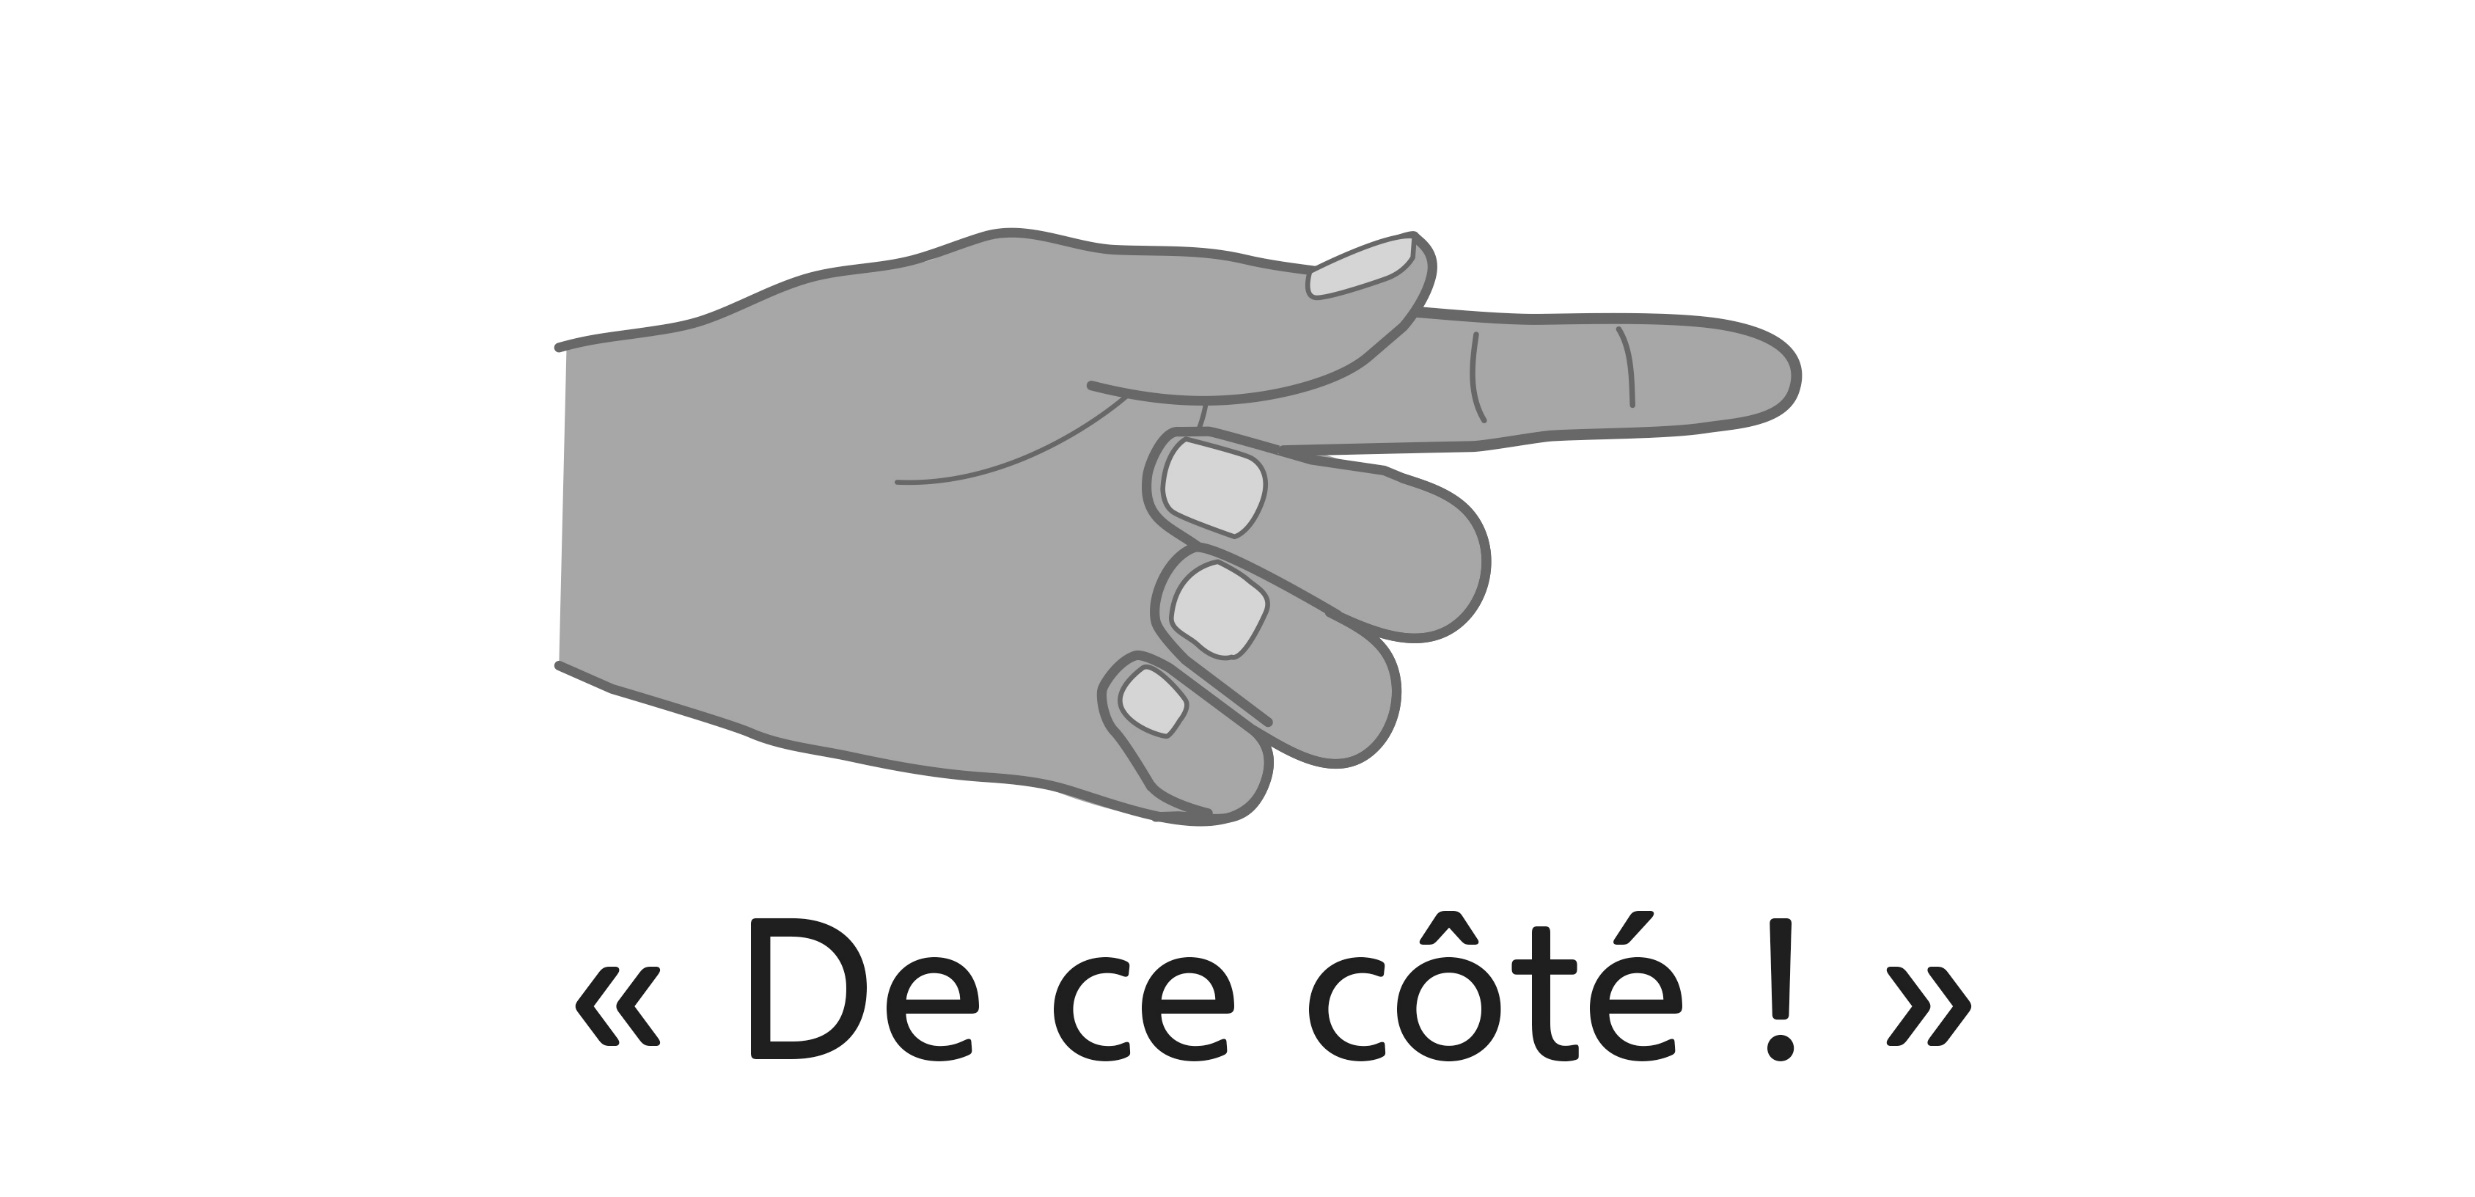 « De ce côté ! »